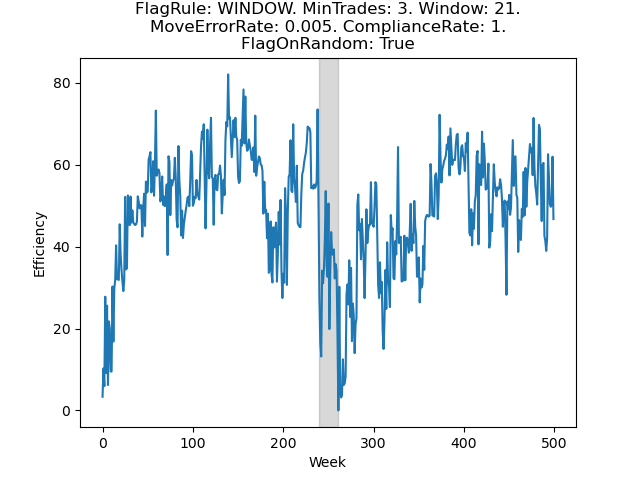 FlagRule: WINDOW. MinTrades: 3. Window: 21.
MoveErrorRate: 0.005. ComplianceRate: 1.
FlagOnRandom: True
80
60
40
20
0
Efficiency
0 100 200 300 400 500
Week